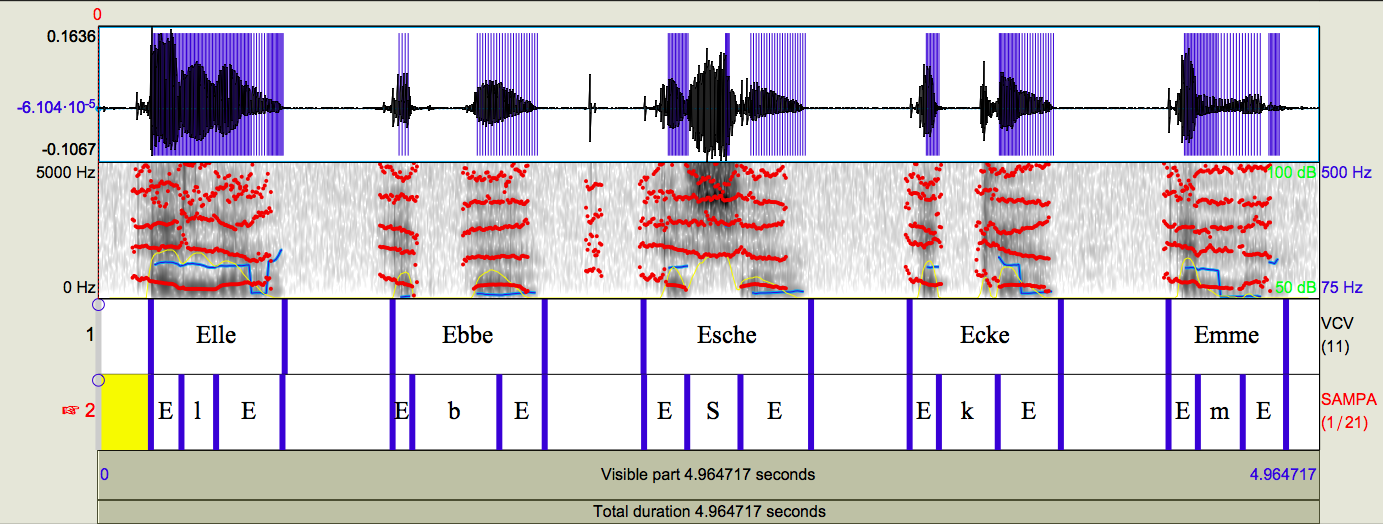 0
0.1636
-6.104·10-5
-0.1067
5000 Hz
100 dB 500 Hz
0 Hz
50 dB 75 Hz
1 Elle Ebbe Esche Ecke Emme VCV
(11)
☞ 2 E l E E b E E S E E k E E m E SAMPA
(1/21)
0 Visible part 4.964717 seconds 4.964717
Total duration 4.964717 seconds